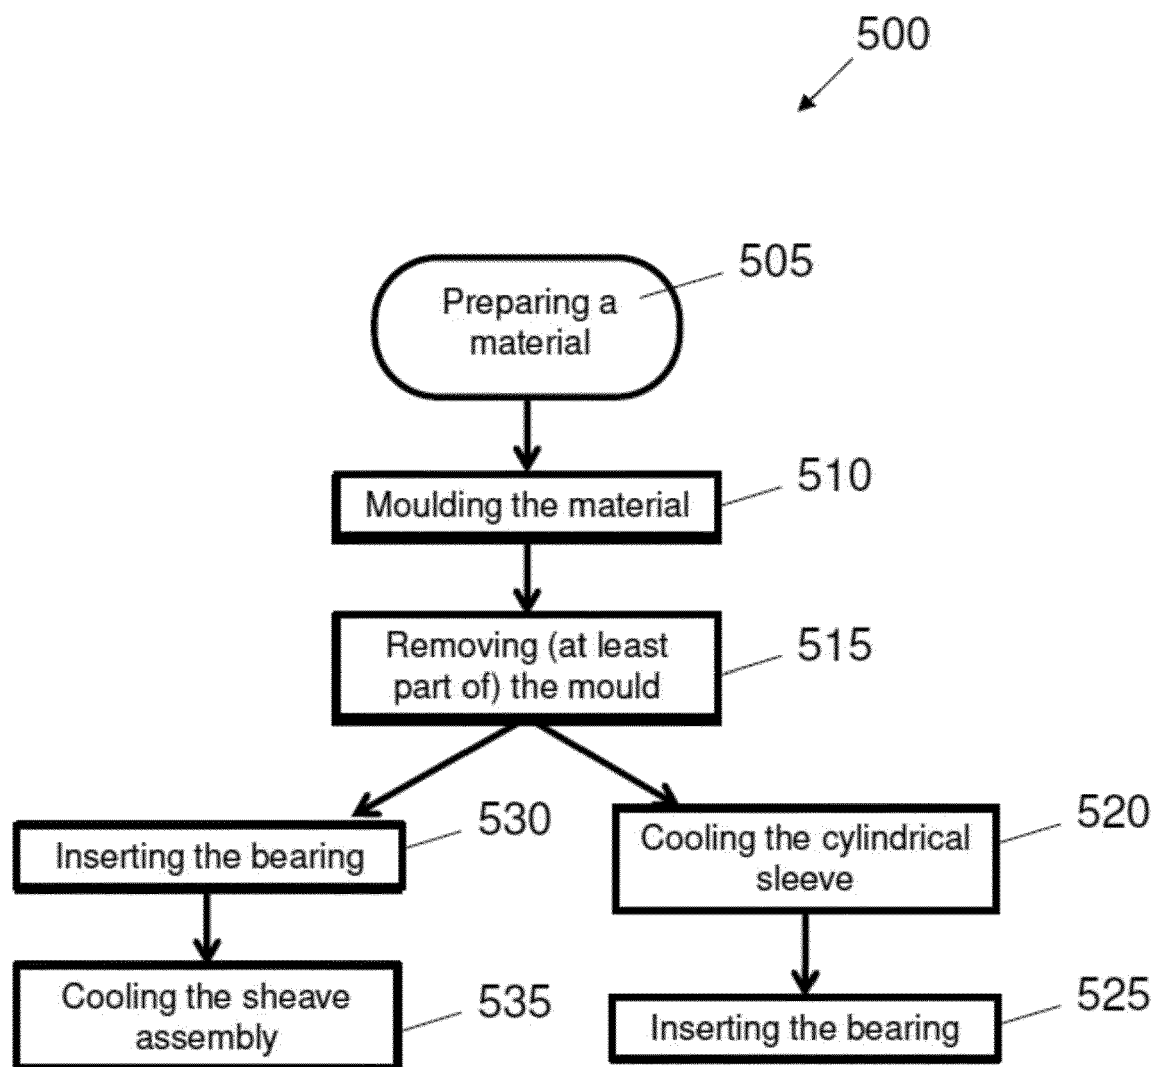 500
505
Preparing a
material
510
Moulding the material
515
Removing (at least
part of) the mould
530
Inserting the bearing
520
Cooling the cylindrical
sleeve
535
Cooling the sheave
assembly
525
Inserting the bearing